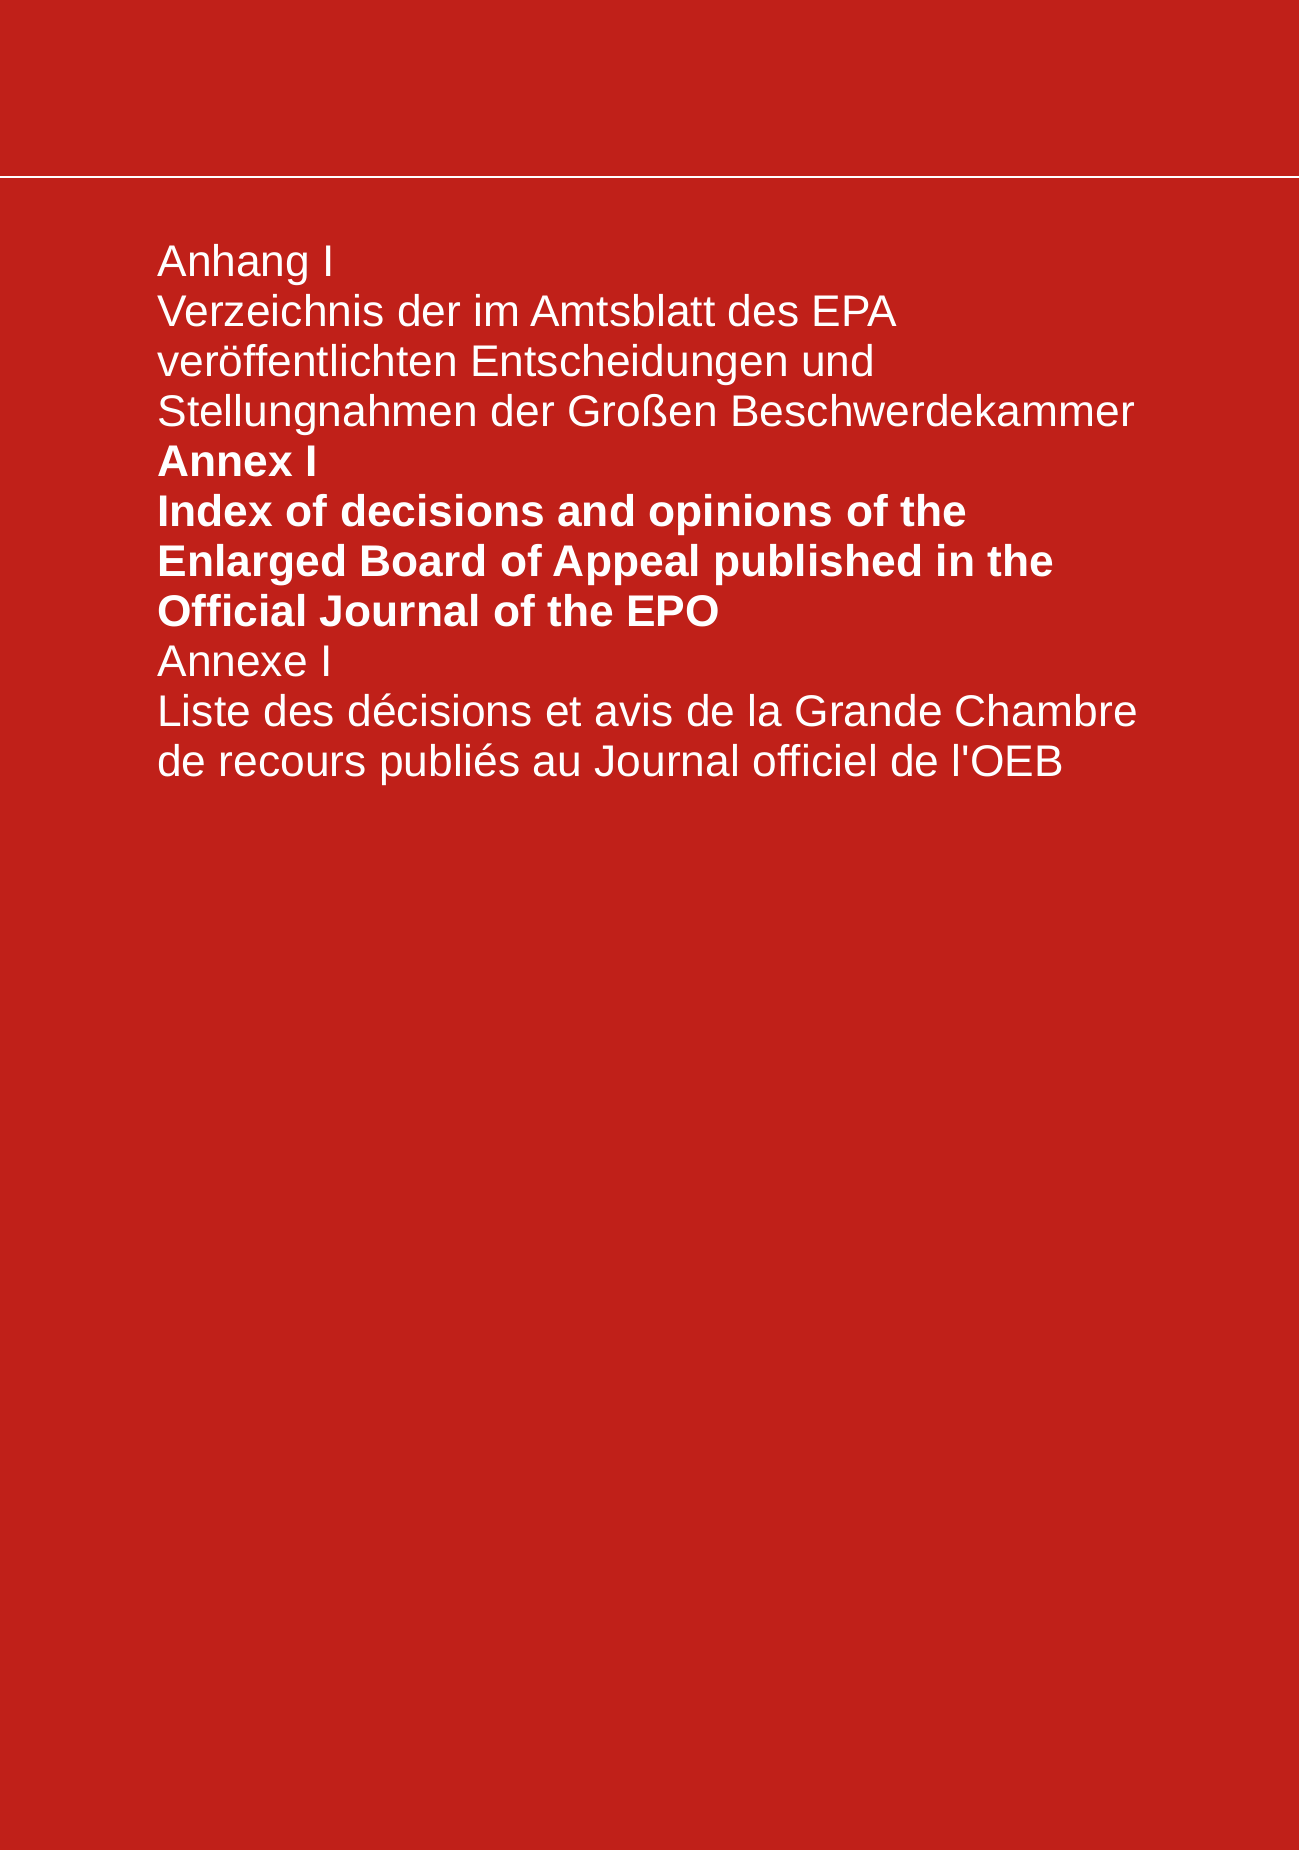 Anhang I
Verzeichnis der im Amtsblatt des EPA
veröffentlichten Entscheidungen und
Stellungnahmen der Großen Beschwerdekammer
Annex I
Index of decisions and opinions of the
Enlarged Board of Appeal published in the
Official Journal of the EPO
Annexe I
Liste des décisions et avis de la Grande Chambre
de recours publiés au Journal officiel de l'OEB